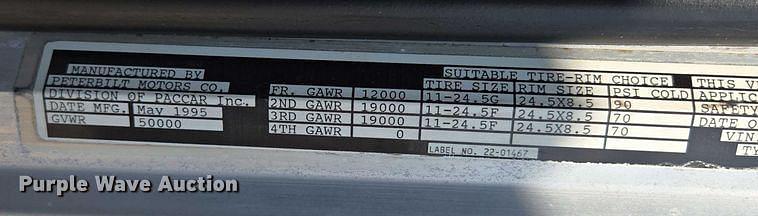 MANUFACTURED BY
PETERBILT MOTORS CO.
DIVISION OF PACCAR Inc.
DATE MFG. May 1995
GVWR 50000
SUITABLE TIRE-RIM CHOICE
TIRE SIZE RIM SIZE PSI COLD
FR. GAWR 12000 11-24.5G 24.5X8.5 90
2ND GAWR 19000 11-24.5F 24.5X8.5 70
3RD GAWR 19000 11-24.5F 24.5X8.5 70
4TH GAWR 0
LABEL NO. 22-01467
THIS V
APPLIC
SAFETY
DATE O
VIN
TY
Purple Wave Auction